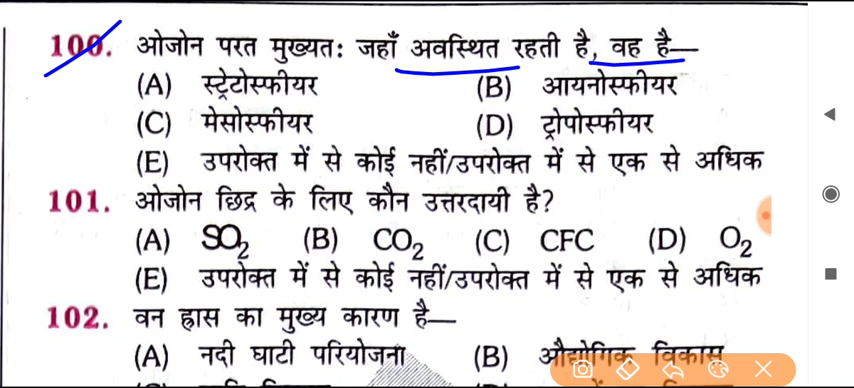 100. ओजोन परत मुख्यतः जहाँ अवस्थित रहती है, वह है—
(A) स्ट्रेटोस्फीयर (B) आयनोस्फीयर
(C) मेसोस्फीयर (D) ट्रोपोस्फीयर
(E) उपरोक्त में से कोई नहीं/उपरोक्त में से एक से अधिक
101. ओजोन छिद्र के लिए कौन उत्तरदायी है?
(A) SO₂ (B) CO₂ (C) CFC (D) O₂
(E) उपरोक्त में से कोई नहीं/उपरोक्त में से एक से अधिक
102. वन ह्रास का मुख्य कारण है—
(A) नदी घाटी परियोजना (B) औद्योगिक विकास